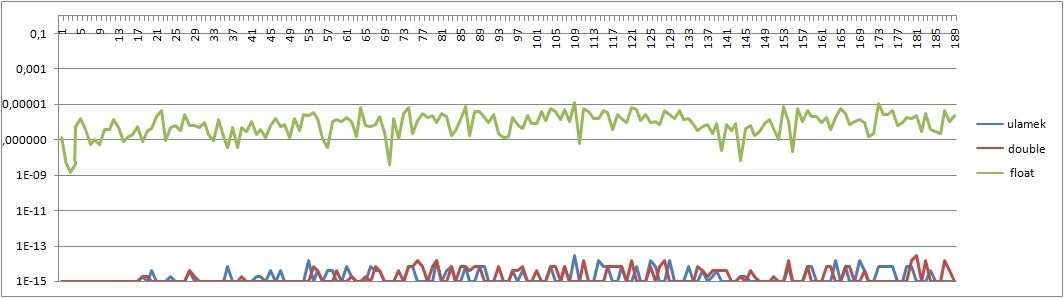 0,1
1 5 9 13 17 21 25 29 33 37 41 45 49 53 57 61 65 69 73 77 81 85 89 93 97 101 105 109 113 117 121 125 129 133 137 141 145 149 153 157 161 165 169 173 177 181 185 189
0,001
0,00001
,000000
1E-09
1E-11
1E-13
1E-15
ulamek
double
float